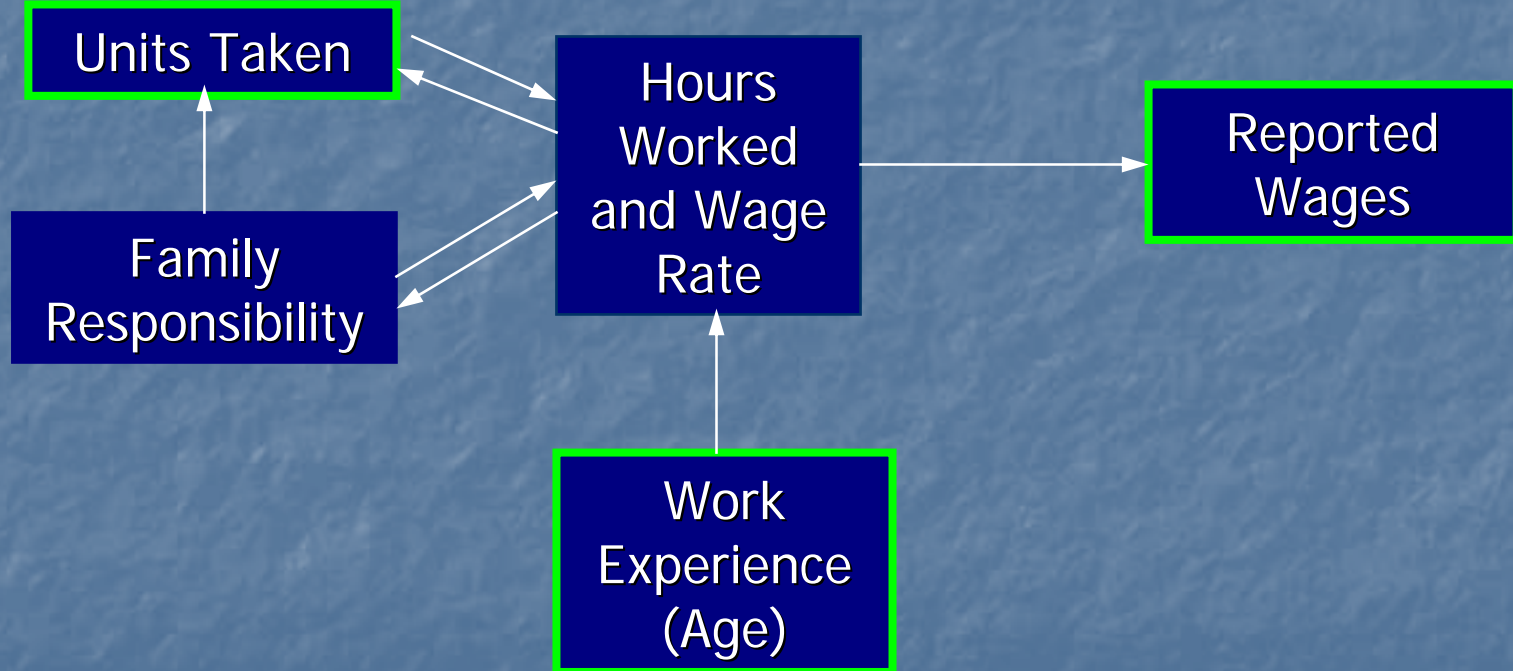 Units Taken
Hours
Worked
and Wage
Rate
Reported
Wages
Family
Responsibility
Work
Experience
(Age)